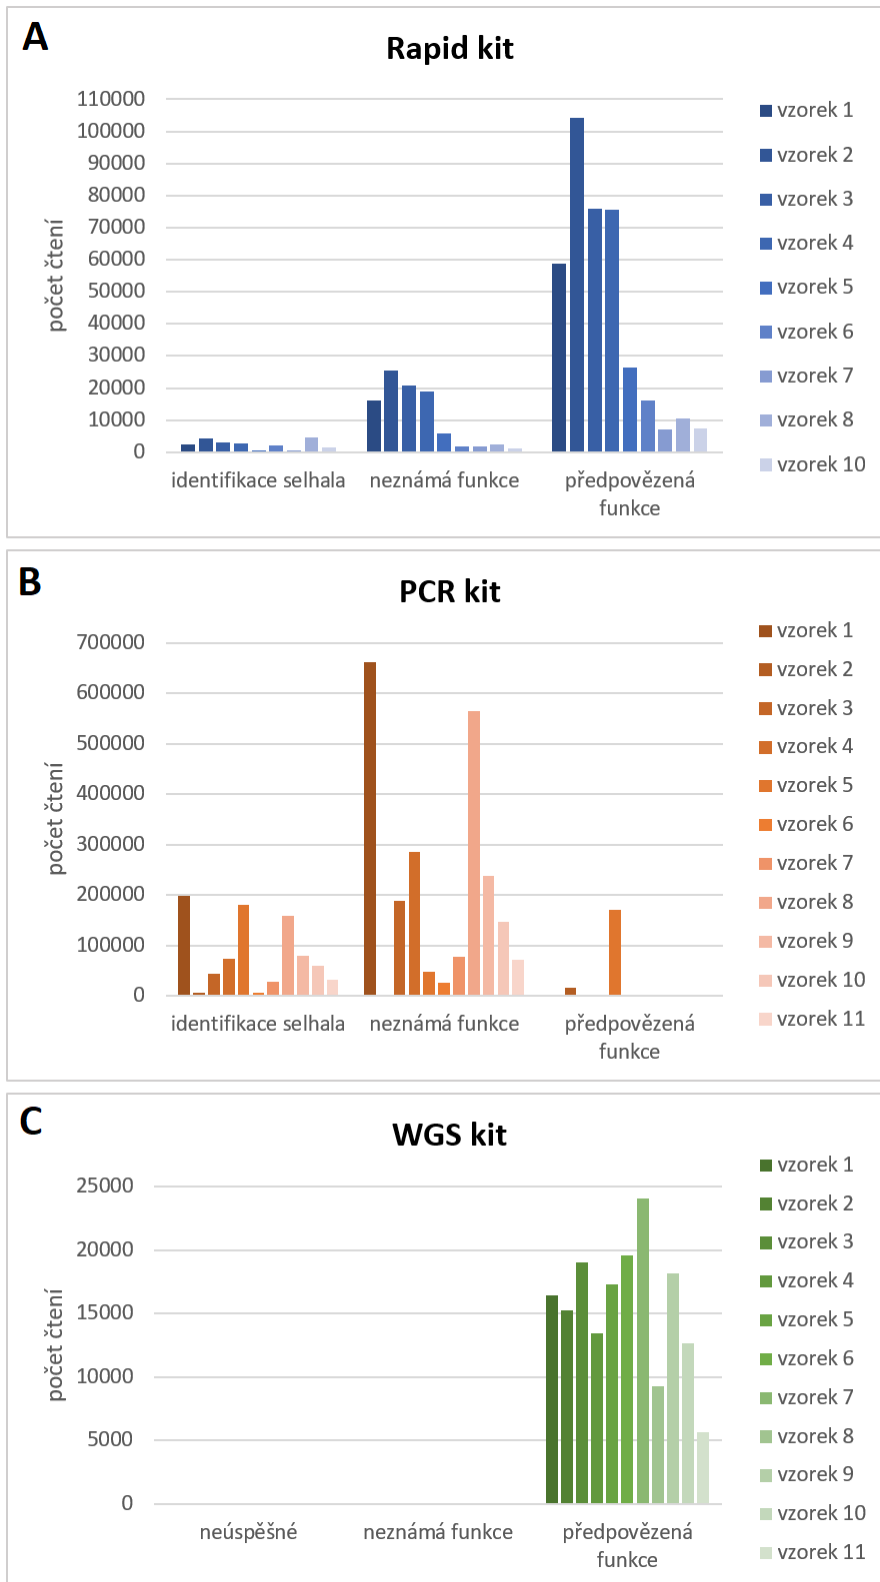 A
Rapid kit
110000
100000
90000
80000
70000
60000
50000
40000
30000
20000
10000
0
počet čtení
identifikace selhala
neznámá funkce
předpovězená
funkce
vzorek 1
vzorek 2
vzorek 3
vzorek 4
vzorek 5
vzorek 6
vzorek 7
vzorek 8
vzorek 10
B
PCR kit
700000
600000
500000
400000
300000
200000
100000
0
počet čtení
identifikace selhala
neznámá funkce
předpovězená
funkce
vzorek 1
vzorek 2
vzorek 3
vzorek 4
vzorek 5
vzorek 6
vzorek 7
vzorek 8
vzorek 9
vzorek 10
vzorek 11
C
WGS kit
25000
20000
15000
10000
5000
0
počet čtení
neúspěšné
neznámá funkce
předpovězená
funkce
vzorek 1
vzorek 2
vzorek 3
vzorek 4
vzorek 5
vzorek 6
vzorek 7
vzorek 8
vzorek 9
vzorek 10
vzorek 11